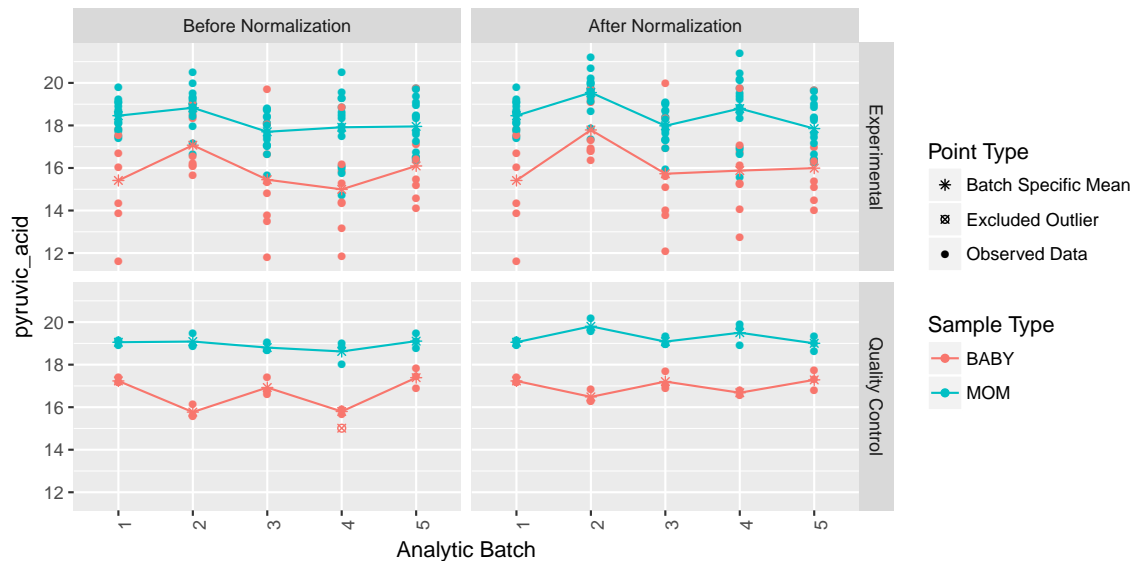 Before Normalization
After Normalization
Experimental
Quality Control
pyruvic_acid
20
18
16
14
12
20
18
16
14
12
1
2
3
4
5
1
2
3
4
5
Analytic Batch
Point Type
Batch Specific Mean
Excluded Outlier
Observed Data
Sample Type
BABY
MOM